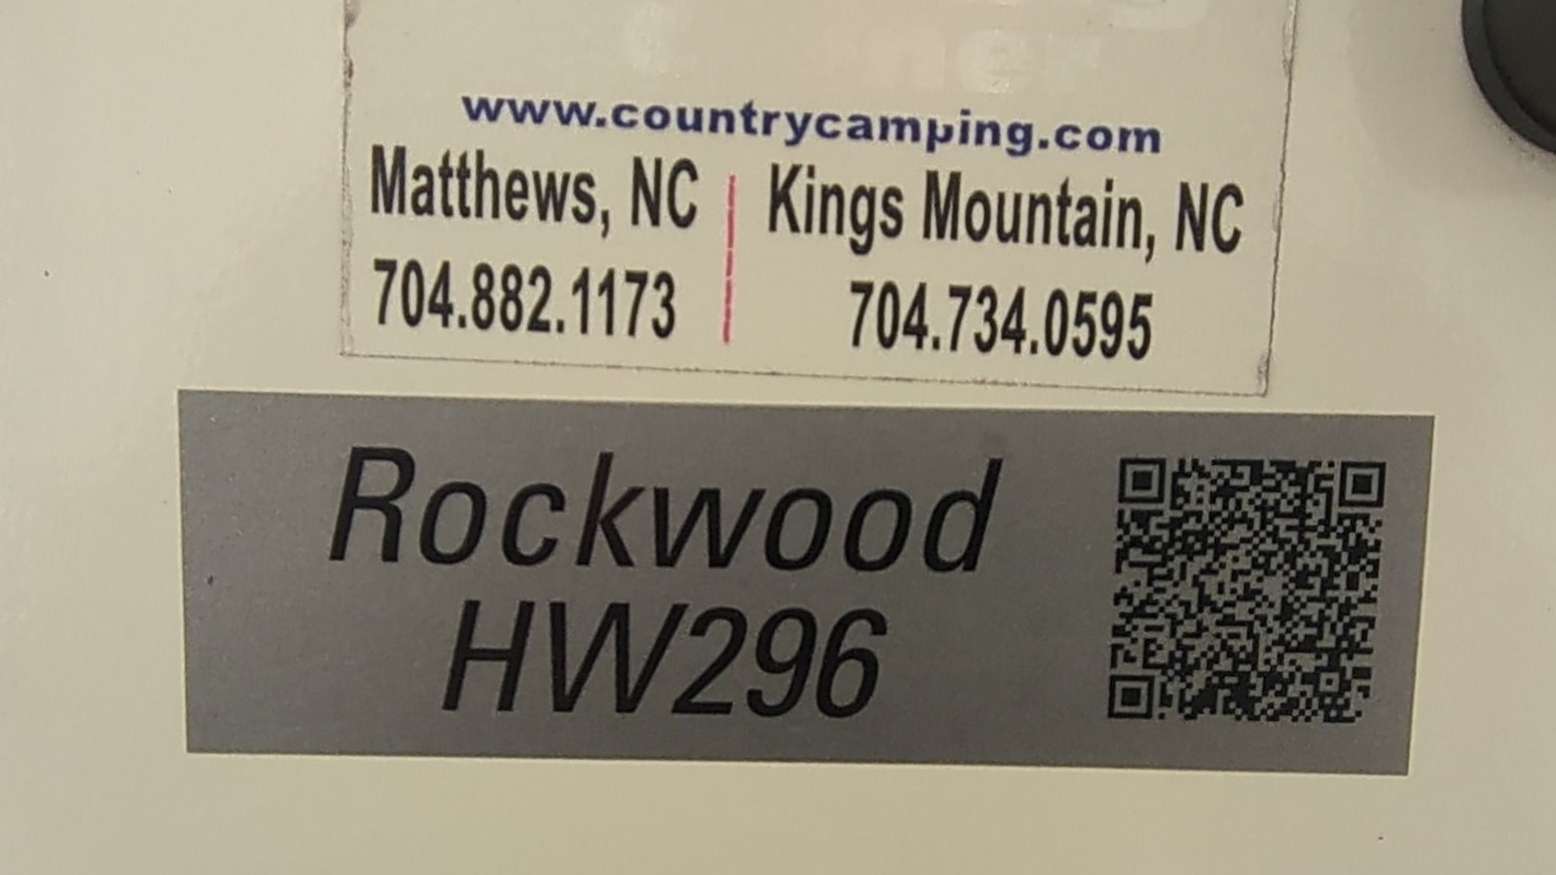 www.countrycamping.com
Matthews, NC
704.882.1173
Kings Mountain, NC
704.734.0595
Rockwood
HW296